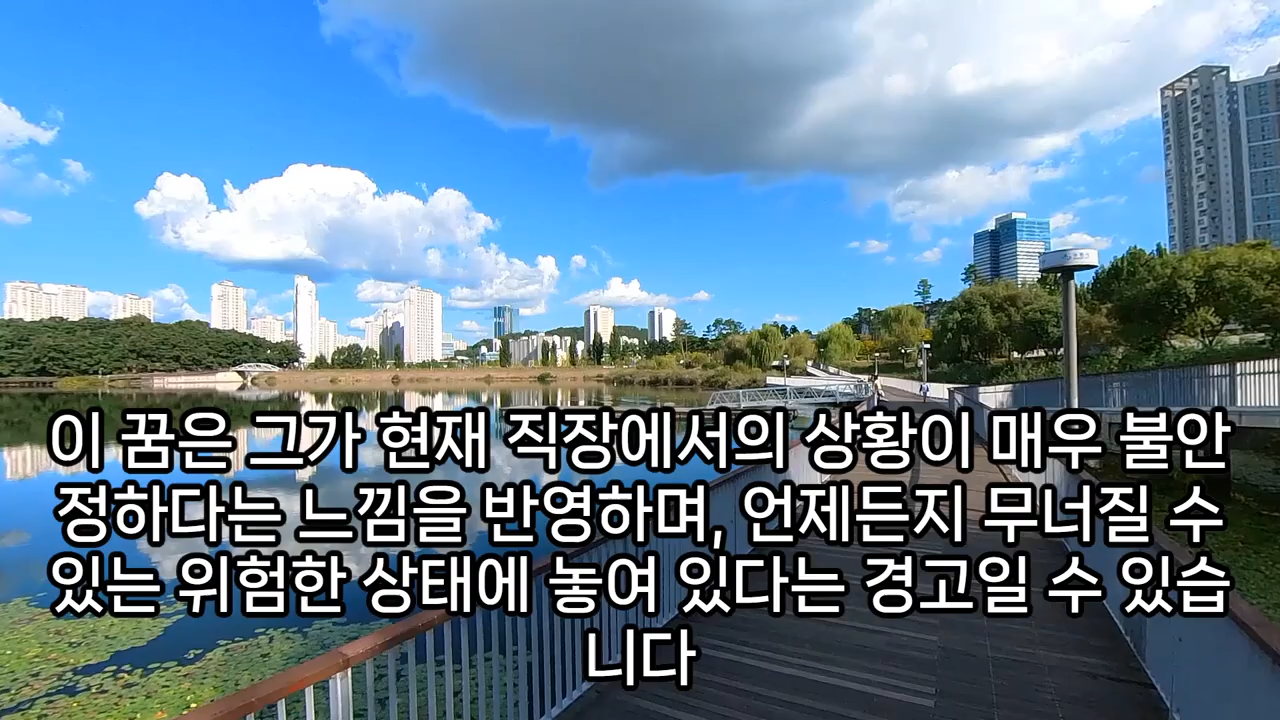 이 꿈은 그가 현재 직장에서의 상황이 매우 불안
정하다는 느낌을 반영하며, 언제든지 무너질 수
있는 위험한 상태에 놓여 있다는 경고일 수 있습
니다